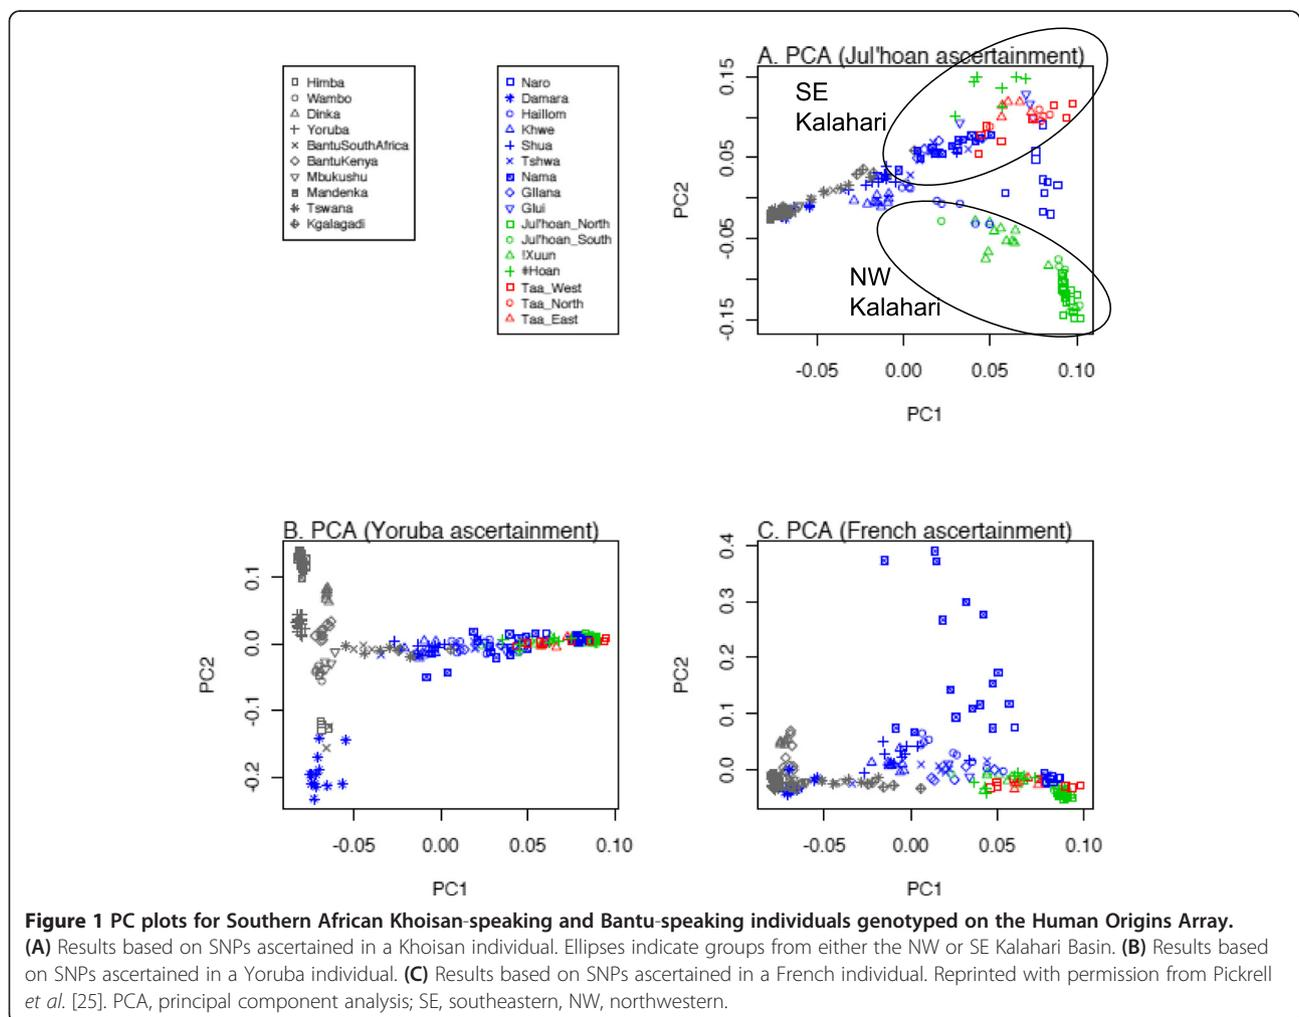 Himba
Wambo
Dinka
Yoruba
BantuSouthAfrica
BantuKenya
Mbukushu
Mandenka
Tswana
Kgalagadi
Naro
Damara
Haillom
Khwe
Shua
Tshwa
Nama
Gllana
Glui
Jul'hoan_North
Jul'hoan_South
!Xuun
ǂHoan
Taa_West
Taa_North
Taa_East
A. PCA (Jul'hoan ascertainment)
SE
Kalahari
NW
Kalahari
0.15
0.05
-0.05
-0.15
PC2
-0.05 0.00 0.05 0.10
PC1
B. PCA (Yoruba ascertainment)
0.1
0.0
-0.1
-0.2
PC2
-0.05 0.00 0.05 0.10
PC1
C. PCA (French ascertainment)
0.4
0.3
0.2
0.1
0.0
PC2
-0.05 0.00 0.05 0.10
PC1
Figure 1 PC plots for Southern African Khoisan-speaking and Bantu-speaking individuals genotyped on the Human Origins Array.
(A) Results based on SNPs ascertained in a Khoisan individual. Ellipses indicate groups from either the NW or SE Kalahari Basin. (B) Results based
on SNPs ascertained in a Yoruba individual. (C) Results based on SNPs ascertained in a French individual. Reprinted with permission from Pickrell
et al. [25]. PCA, principal component analysis; SE, southeastern, NW, northwestern.